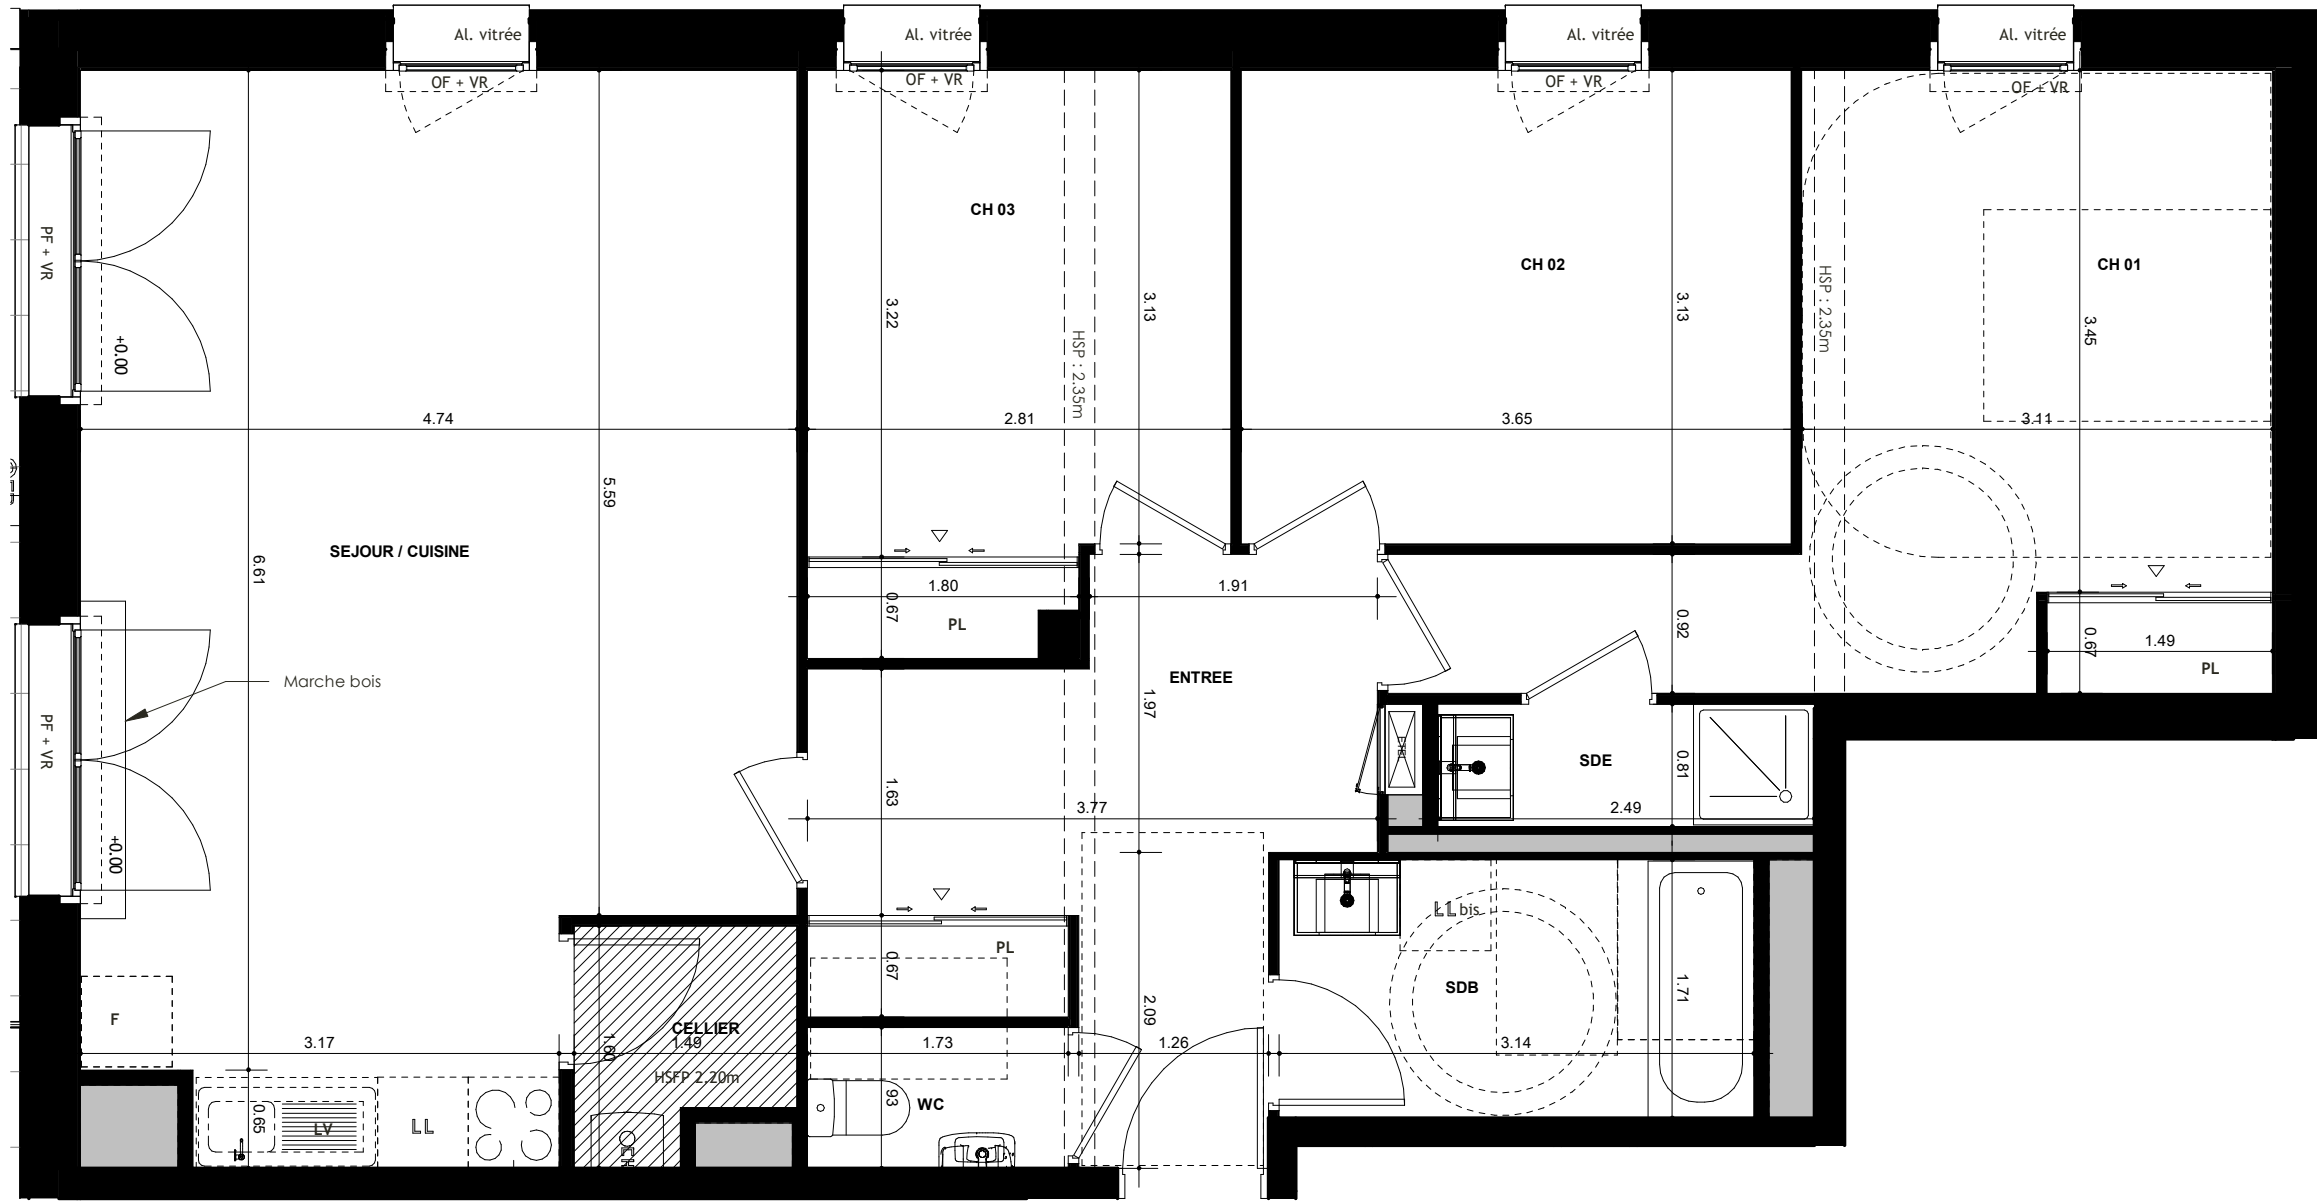 Al. vitrée
Al. vitrée
Al. vitrée
Al. vitrée
OF + VR
OF + VR
OF + VR
OF + VR
PF + VR
+0.00
CH 03
CH 02
CH 01
3.22
3.13
3.13
3.45
HSP : 2.35m
HSP : 2.35m
4.74
2.81
3.65
3.11
5.59
6.61
SEJOUR / CUISINE
1.80
0.67
PL
1.91
0.92
0.67
1.49
PL
ENTREE
Marche bois
PF + VR
+0.00
1.97
1.63
3.77
SDE
0.81
2.49
PL
0.67
LL bis
SDB
1.71
2.09
F
CELLIER
3.17
1.60
1.49
1.73
1.26
3.14
HSFP 2.20m
0.65
LV
LL
93
WC
CH